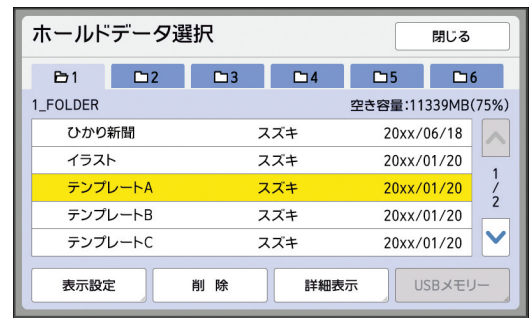 ホールドデータ選択 閉じる
1 2 3 4 5 6
1_FOLDER 空き容量:11339MB(75%)
ひかり新聞 スズキ 20xx/06/18
イラスト スズキ 20xx/01/20
テンプレートA スズキ 20xx/01/20
テンプレートB スズキ 20xx/01/20
テンプレートC スズキ 20xx/01/20
1
/
2
表示設定 削 除 詳細表示 USBメモリー